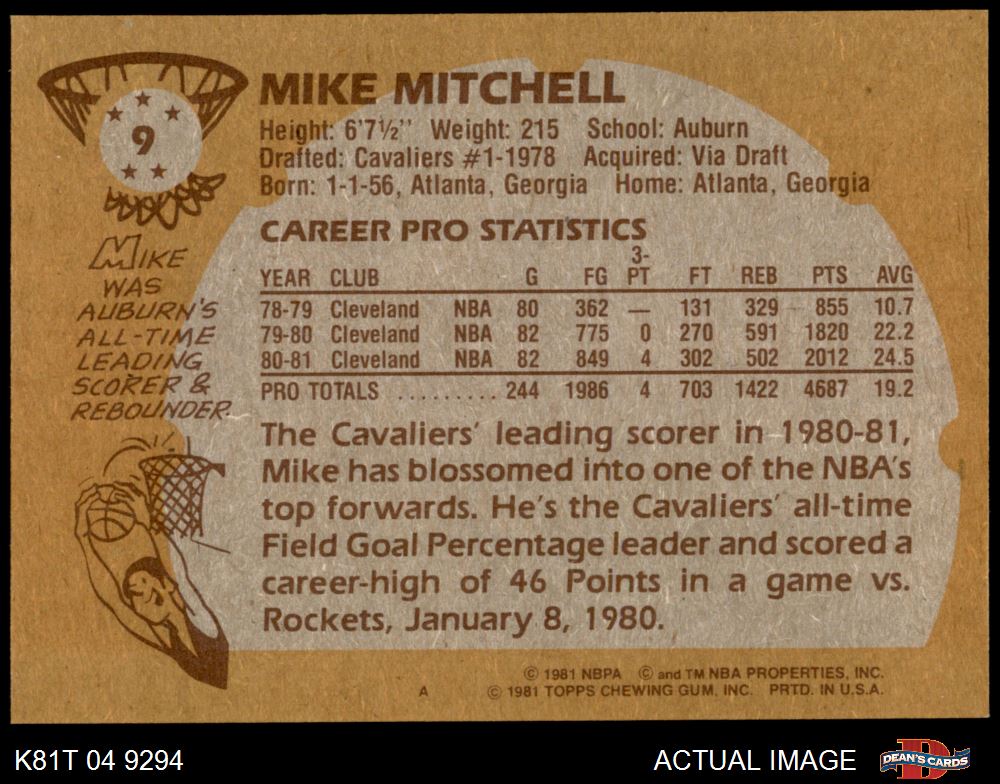 9
MIKE MITCHELL
Height: 6'7½'' Weight: 215 School: Auburn
Drafted: Cavaliers #1-1978 Acquired: Via Draft
Born: 1-1-56, Atlanta, Georgia Home: Atlanta, Georgia
MIKE
WAS
AUBURN'S
ALL-TIME
LEADING
SCORER &
REBOUNDER.
CAREER PRO STATISTICS
YEAR CLUB G FG 3-PT FT REB PTS AVG
78-79 Cleveland NBA 80 362 — 131 329 855 10.7
79-80 Cleveland NBA 82 775 0 270 591 1820 22.2
80-81 Cleveland NBA 82 849 4 302 502 2012 24.5
PRO TOTALS ......... 244 1986 4 703 1422 4687 19.2
The Cavaliers' leading scorer in 1980-81,
Mike has blossomed into one of the NBA's
top forwards. He's the Cavaliers' all-time
Field Goal Percentage leader and scored a
career-high of 46 Points in a game vs.
Rockets, January 8, 1980.
© 1981 NBPA © and TM NBA PROPERTIES, INC.
A © 1981 TOPPS CHEWING GUM, INC. PRTD. IN U.S.A.
K81T 04 9294 ACTUAL IMAGE DEAN'S CARDS